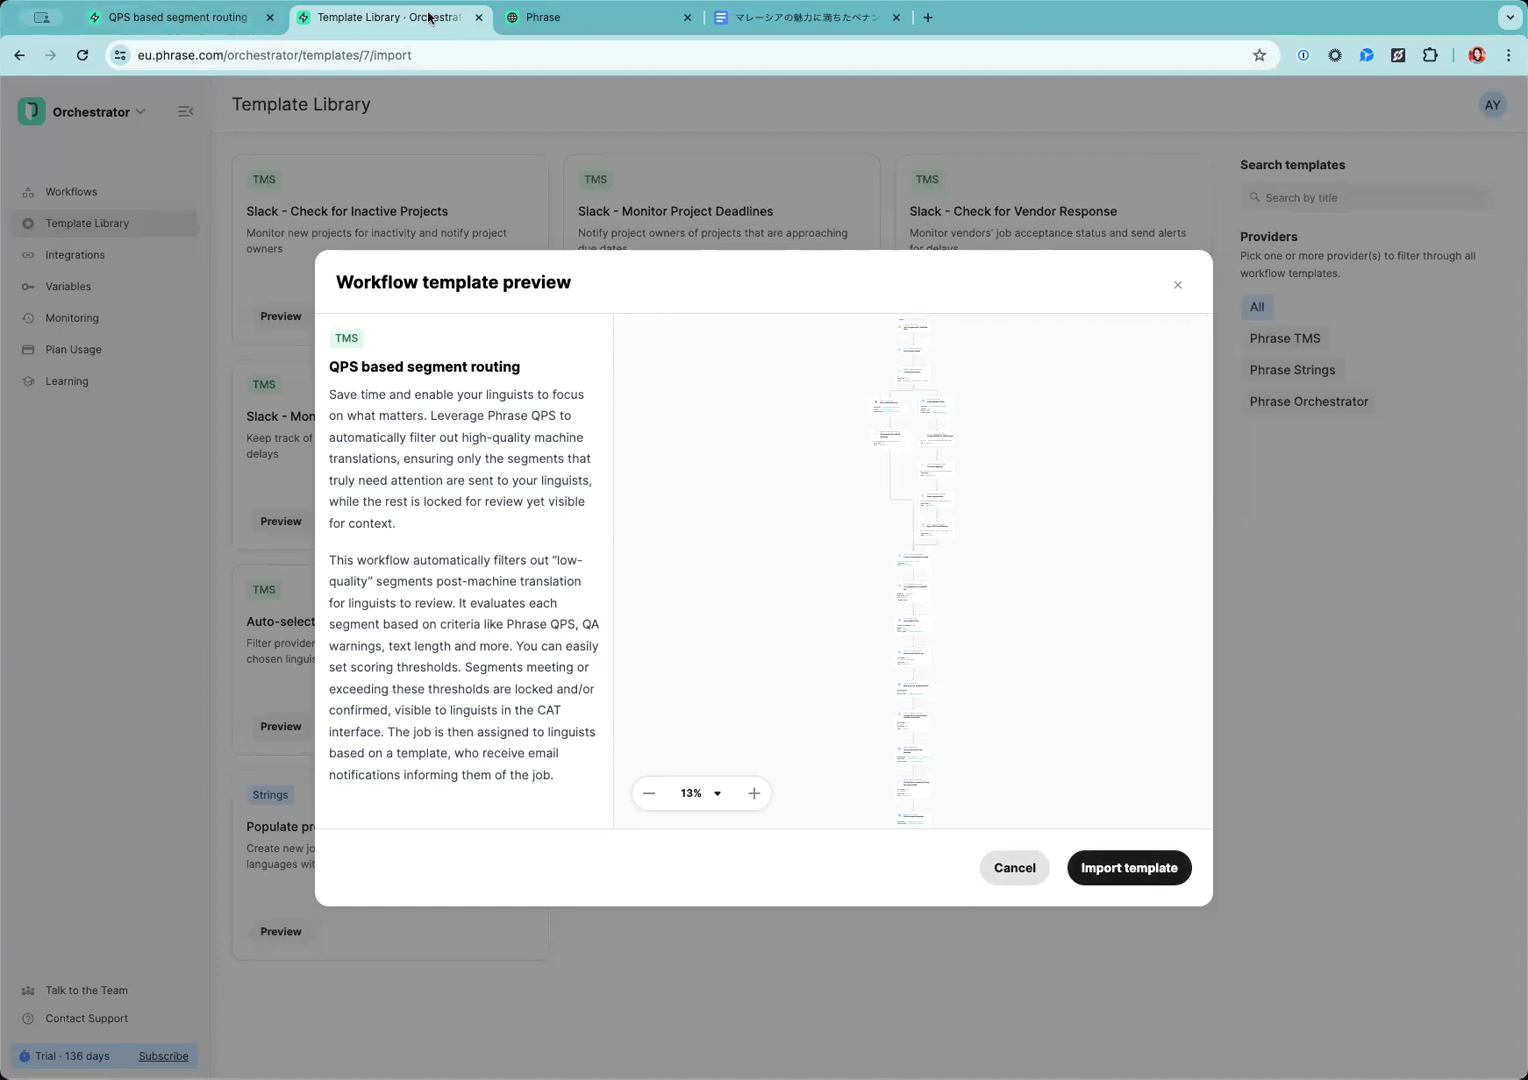 QPS based segment routing
Template Library · Orchestrat
Phrase
マレーシアの魅力に満ちたペナン
eu.phrase.com/orchestrator/templates/7/import
Orchestrator
Template Library
AY
Workflows
Template Library
Integrations
Variables
Monitoring
Plan Usage
Learning
TMS
Slack - Check for Inactive Projects
Monitor new projects for inactivity and notify project
owners
Preview
TMS
Slack - Monitor Project Deadlines
Notify project owners of projects that are approaching
due dates
TMS
Slack - Check for Vendor Response
Monitor vendors' job acceptance status and send alerts
for delays
Search templates
Search by title
Providers
Pick one or more provider(s) to filter through all
workflow templates.
All
Phrase TMS
Phrase Strings
Phrase Orchestrator
TMS
Slack - Mon
Keep track of
delays
Preview
TMS
Auto-select
Filter provider
chosen linguis
Preview
Strings
Populate pr
Create new jo
languages wit
Preview
Workflow template preview
TMS
QPS based segment routing
Save time and enable your linguists to focus
on what matters. Leverage Phrase QPS to
automatically filter out high-quality machine
translations, ensuring only the segments that
truly need attention are sent to your linguists,
while the rest is locked for review yet visible
for context.
This workflow automatically filters out “low-
quality” segments post-machine translation
for linguists to review. It evaluates each
segment based on criteria like Phrase QPS, QA
warnings, text length and more. You can easily
set scoring thresholds. Segments meeting or
exceeding these thresholds are locked and/or
confirmed, visible to linguists in the CAT
interface. The job is then assigned to linguists
based on a template, who receive email
notifications informing them of the job.
13%
Cancel
Import template
Talk to the Team
Contact Support
Trial · 136 days
Subscribe